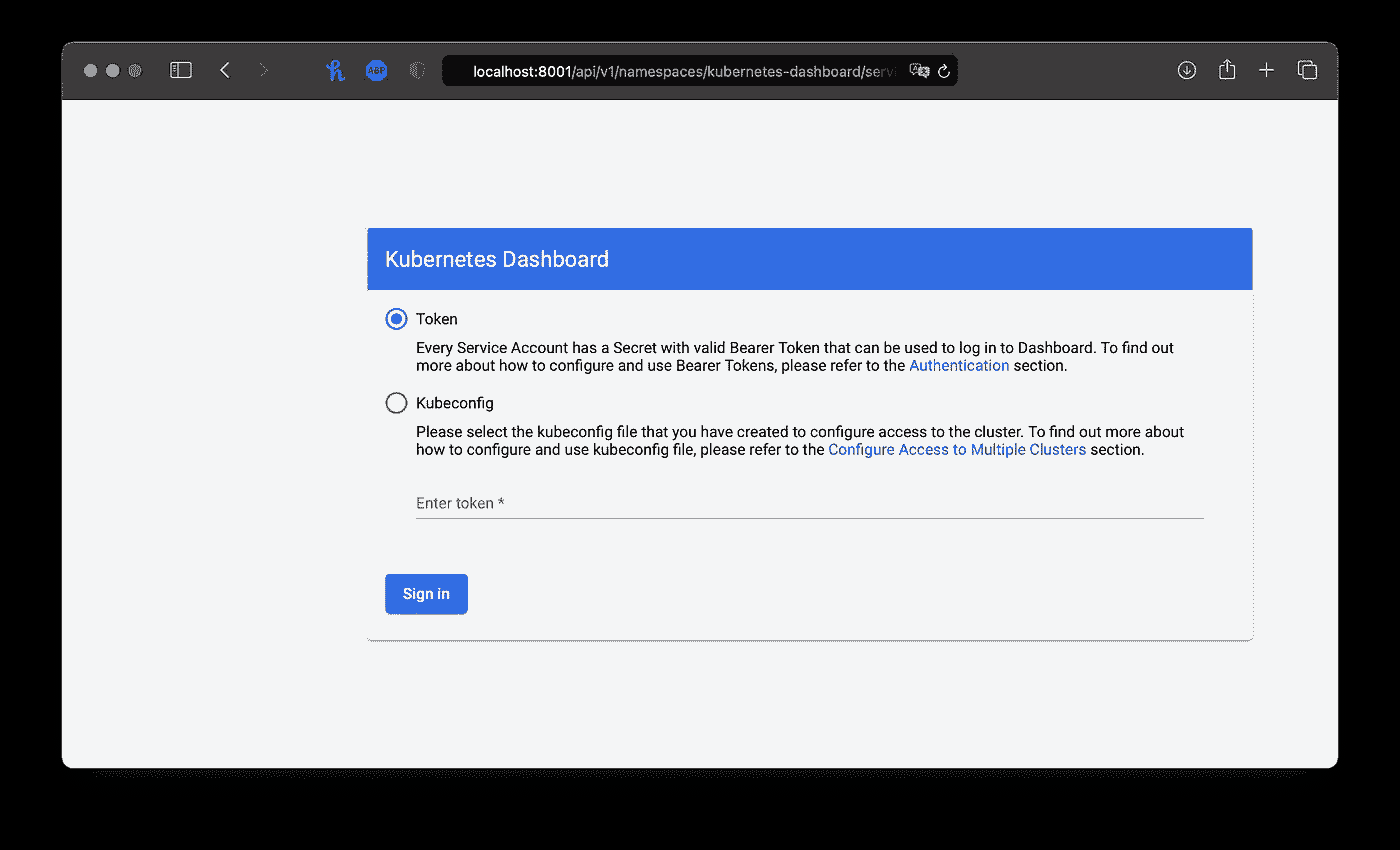 ABP
localhost:8001/api/v1/namespaces/kubernetes-dashboard/serv
Kubernetes Dashboard
Token
Every Service Account has a Secret with valid Bearer Token that can be used to log in to Dashboard. To find out
more about how to configure and use Bearer Tokens, please refer to the Authentication section.
Kubeconfig
Please select the kubeconfig file that you have created to configure access to the cluster. To find out more about
how to configure and use kubeconfig file, please refer to the Configure Access to Multiple Clusters section.
Enter token *
Sign in